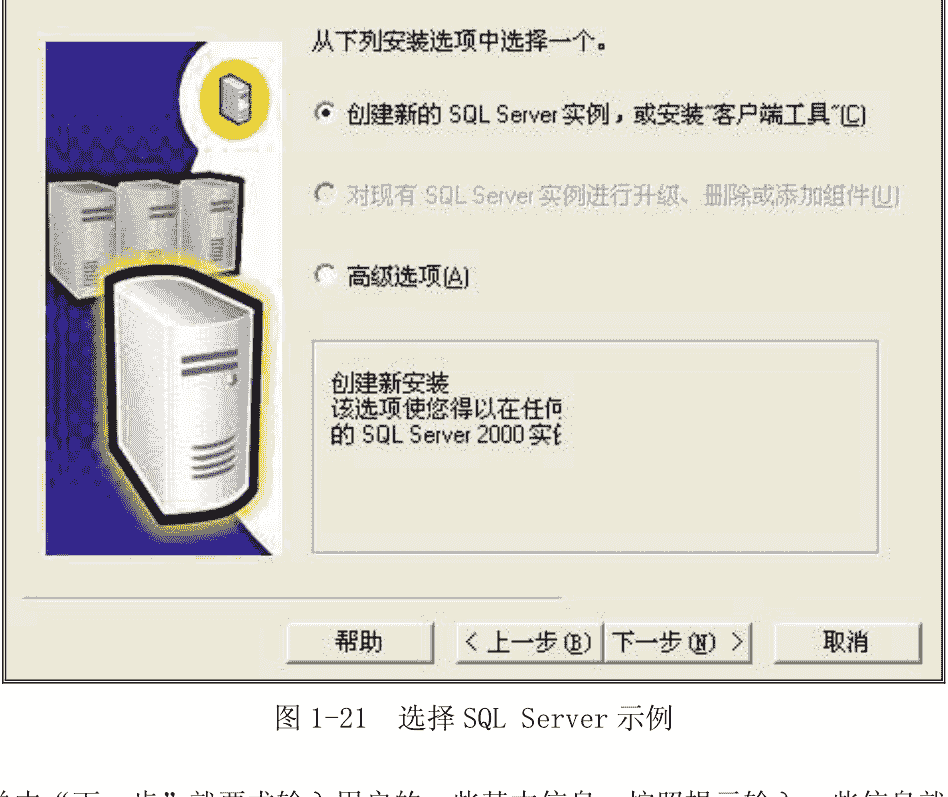 从下列安装选项中选择一个。
创建新的 SQL Server 实例，或安装“客户端工具”(C)
对现有 SQL Server 实例进行升级、删除或添加组件(U)
高级选项(A)
创建新安装
该选项使您得以在任何
的 SQL Server 2000 实
帮助
< 上一步(B)
下一步(N) >
取消
图 1-21 选择 SQL Server 示例